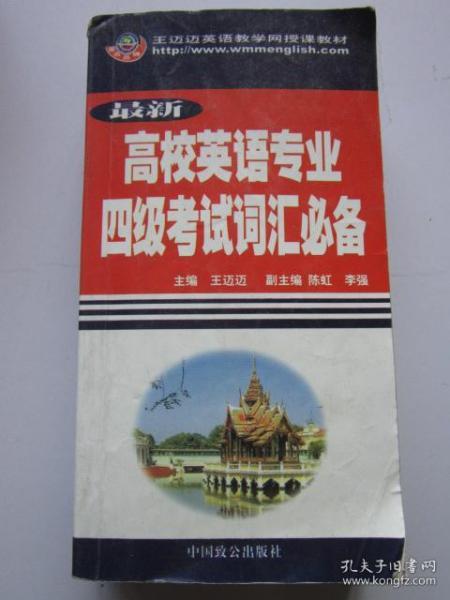 王迈迈英语教学网授课教材
http://www.wmmenglish.com
最新
高校英语专业
四级考试词汇必备
主编 王迈迈 副主编 陈虹 李强
中国致公出版社
孔夫子旧书网
www.kongfz.com